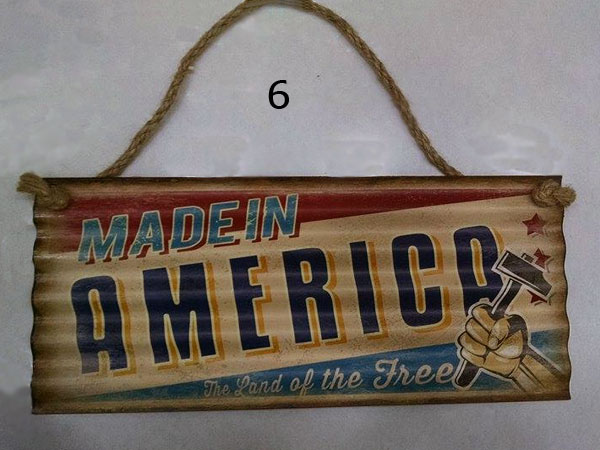 6
MADE IN
AMERICA
The Land of the Free